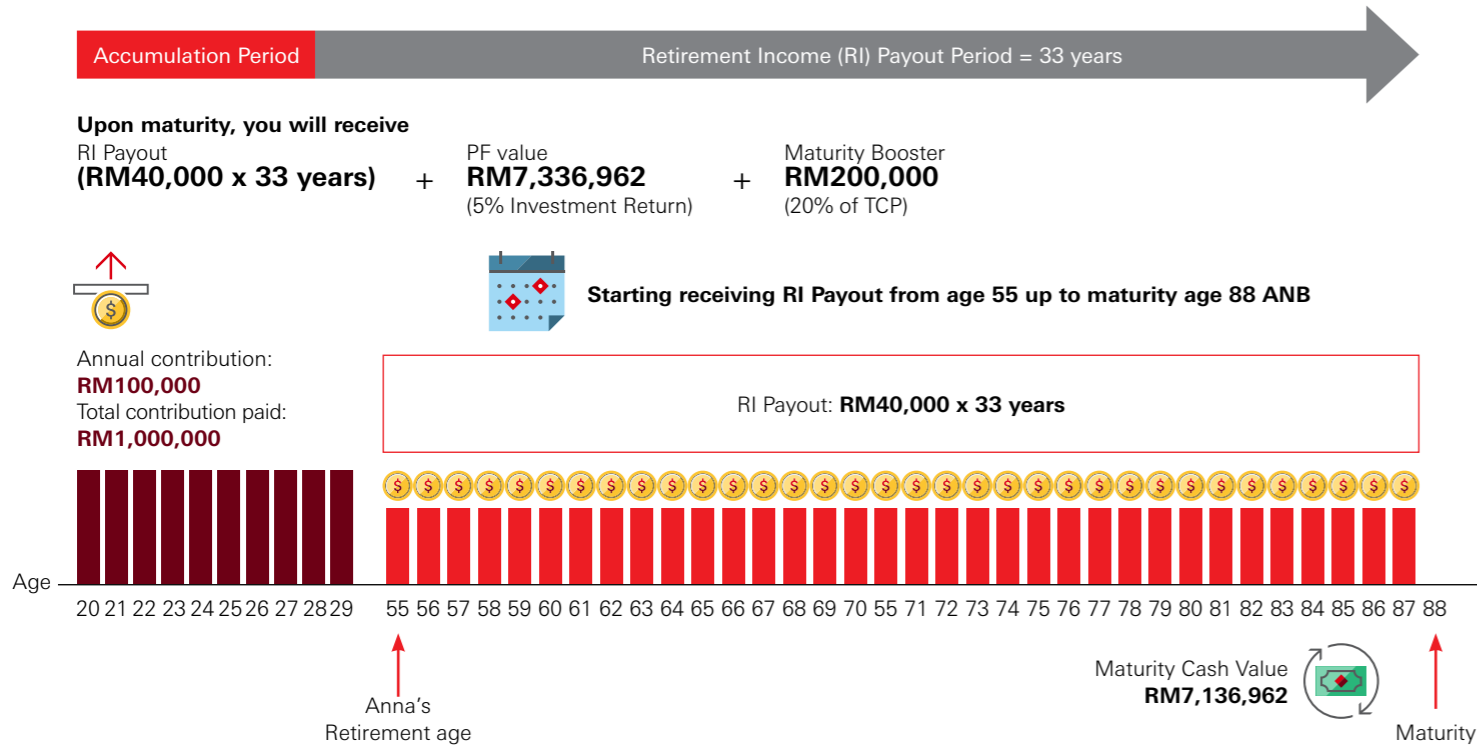 Accumulation Period
Retirement Income (RI) Payout Period = 33 years
Upon maturity, you will receive
RI Payout
(RM40,000 x 33 years)
+
PF value
RM7,336,962
(5% Investment Return)
+
Maturity Booster
RM200,000
(20% of TCP)
$
Starting receiving RI Payout from age 55 up to maturity age 88 ANB
Annual contribution:
RM100,000
Total contribution paid:
RM1,000,000
RI Payout: RM40,000 x 33 years
$ $ $ $ $ $ $ $ $ $ $ $ $ $ $ $ $ $ $ $ $ $ $ $ $ $ $ $ $ $ $ $ $ $
Age
20 21 22 23 24 25 26 27 28 29 55 56 57 58 59 60 61 62 63 64 65 66 67 68 69 70 55 71 72 73 74 75 76 77 78 79 80 81 82 83 84 85 86 87 88
Anna's
Retirement age
Maturity Cash Value
RM7,136,962
Maturity